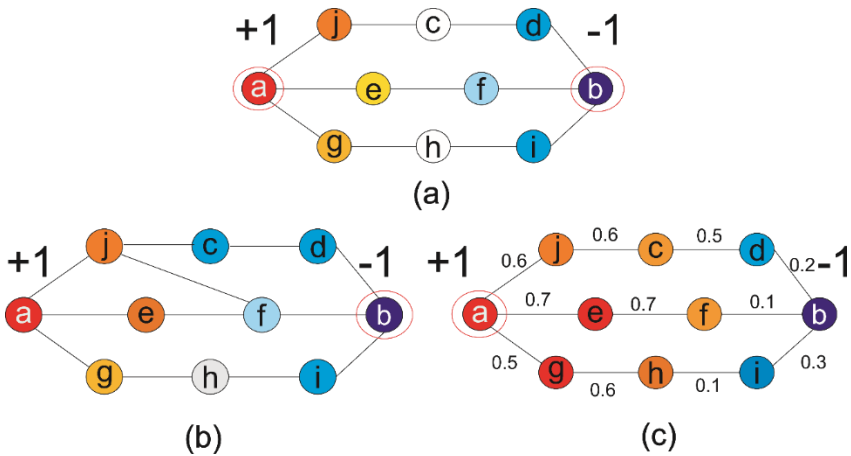 +1 j c d -1
a e f b
g h i
(a)
j c d
+1 -1
a e f b
g h i
(b)
0.6 0.5
j c d
+1 0.6 0.2 -1
0.7 0.7 0.1
a e f b
0.5 0.3
g 0.6 h 0.1 i
(c)